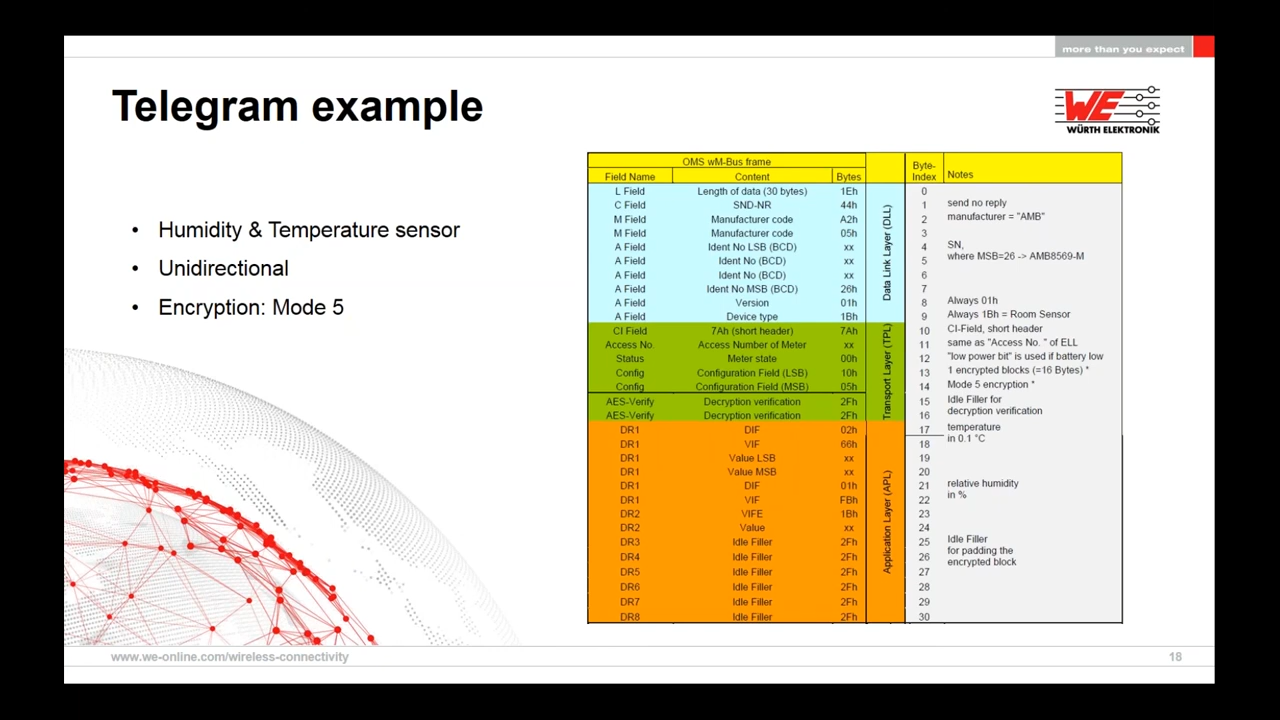 more than you expect
Telegram example
WE
WÜRTH ELEKTRONIK
• Humidity & Temperature sensor
• Unidirectional
• Encryption: Mode 5
OMS wM-Bus frame
Field Name Content Bytes Byte-Index Notes
L Field Length of data (30 bytes) 1Eh 0
C Field SND-NR 44h 1 send no reply
M Field Manufacturer code A2h 2 manufacturer = "AMB"
M Field Manufacturer code 05h 3
A Field Ident No LSB (BCD) xx 4 SN,
A Field Ident No (BCD) xx 5 where MSB=26 -> AMB8569-M
A Field Ident No (BCD) xx 6
A Field Ident No MSB (BCD) 26h 7
A Field Version 01h 8 Always 01h
A Field Device type 1Bh 9 Always 1Bh = Room Sensor
Data Link Layer (DLL)
CI Field 7Ah (short header) 7Ah 10 CI-Field, short header
Access No. Access Number of Meter xx 11 same as "Access No. " of ELL
Status Meter state 00h 12 "low power bit" is used if battery low
Config Configuration Field (LSB) 10h 13 1 encrypted blocks (=16 Bytes) *
Config Configuration Field (MSB) 05h 14 Mode 5 encryption *
AES-Verify Decryption verification 2Fh 15 Idle Filler for
AES-Verify Decryption verification 2Fh 16 decryption verification
Transport Layer (TPL)
DR1 DIF 02h 17 temperature
DR1 VIF 66h 18 in 0.1 °C
DR1 Value LSB xx 19
DR1 Value MSB xx 20
DR1 DIF 01h 21 relative humidity
DR1 VIF FBh 22 in %
DR2 VIFE 1Bh 23
DR2 Value xx 24
DR3 Idle Filler 2Fh 25 Idle Filler
DR4 Idle Filler 2Fh 26 for padding the
DR5 Idle Filler 2Fh 27 encrypted block
DR6 Idle Filler 2Fh 28
DR7 Idle Filler 2Fh 29
DR8 Idle Filler 2Fh 30
Application Layer (APL)
www.we-online.com/wireless-connectivity
18